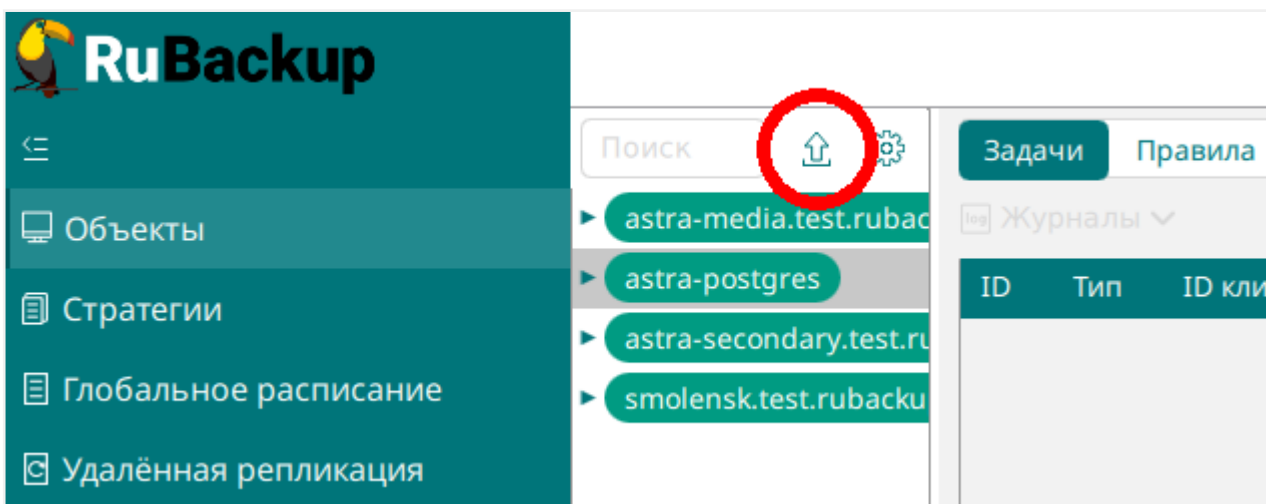 RuBackup
Поиск
Задачи Правила
Объекты
astra-media.test.rubac
log Журналы
astra-postgres
ID Тип ID кли
Стратегии
astra-secondary.test.ru
Глобальное расписание
smolensk.test.rubacku
Удалённая репликация